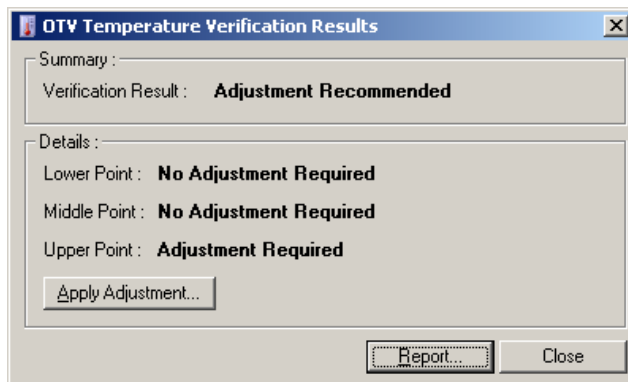 OTV Temperature Verification Results
Summary :
Verification Result : Adjustment Recommended
Details :
Lower Point : No Adjustment Required
Middle Point : No Adjustment Required
Upper Point : Adjustment Required
Apply Adjustment...
Report... Close